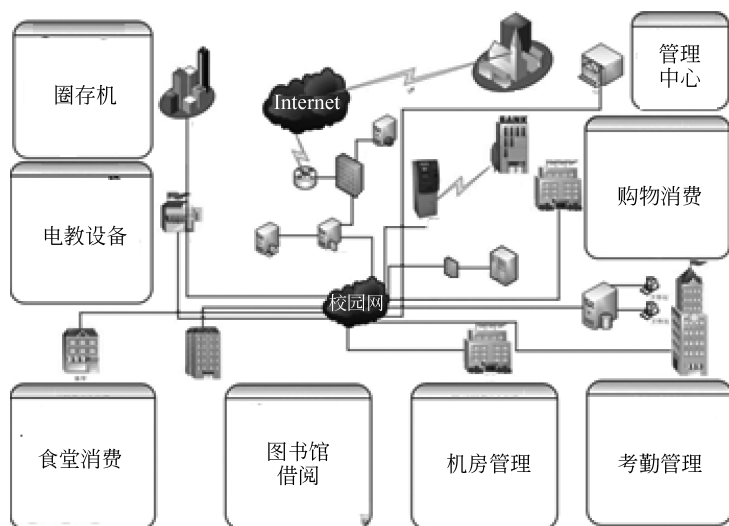 圈存机
Internet
管理
中心
BANK
电教设备
购物消费
校园网
食堂消费
图书馆
借阅
机房管理
考勤管理